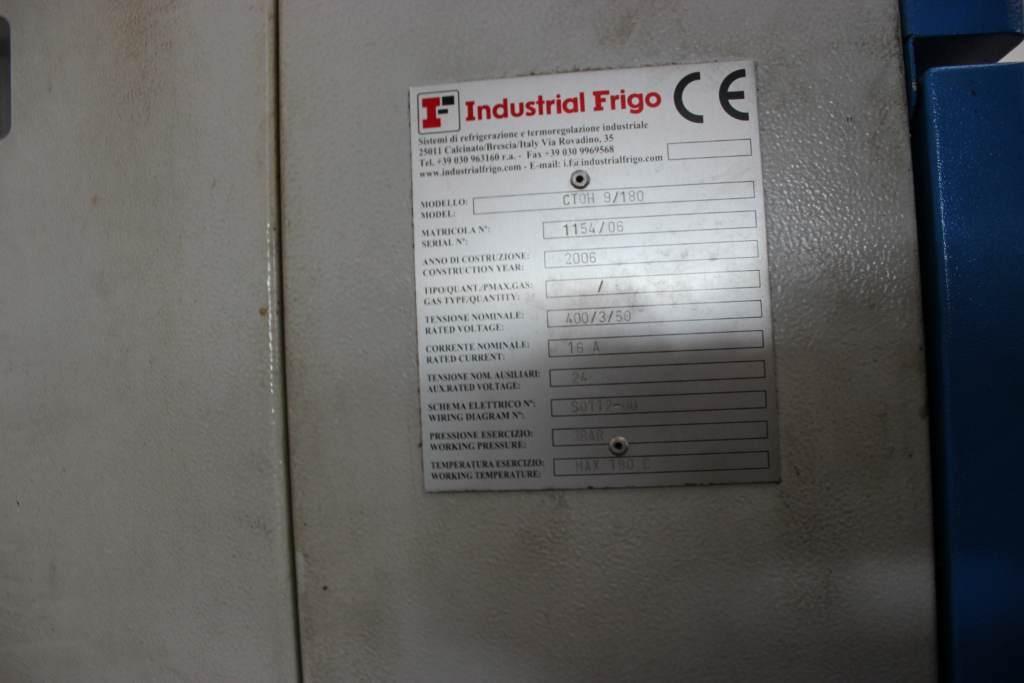 IF Industrial Frigo CE
Sistemi di refrigerazione e termoregolazione industriale
25011 Calcinato/Brescia/Italy Via Rovadino, 35
Tel. +39 030 963160 r.a. - Fax +39 030 9969568
www.industrialfrigo.com - E-mail: i.f@industrialfrigo.com
MODELLO:
MODEL: CTOH 9/180
MATRICOLA N°:
SERIAL N°: 1154/06
ANNO DI COSTRUZIONE:
CONSTRUCTION YEAR: 2006
TIPO/QUANT./PMAX.GAS:
GAS TYPE/QUANTITY: /
TENSIONE NOMINALE:
RATED VOLTAGE: 400/3/50
CORRENTE NOMINALE:
RATED CURRENT: 16 A
TENSIONE NOM. AUSILIARI:
AUX.RATED VOLTAGE: 24
SCHEMA ELETTRICO N°:
WIRING DIAGRAM N°:
PRESSIONE ESERCIZIO:
WORKING PRESSURE:
TEMPERATURA ESERCIZIO:
WORKING TEMPERATURE: MAX 180 C